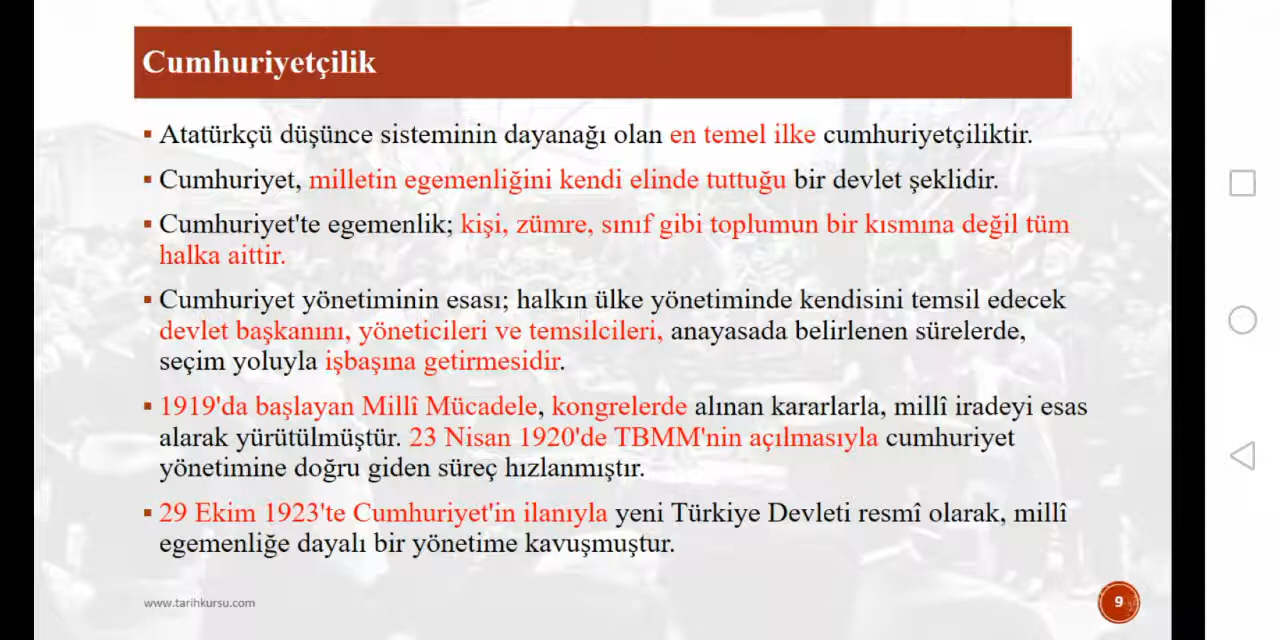 Cumhuriyetçilik
▪ Atatürkçü düşünce sisteminin dayanağı olan en temel ilke cumhuriyetçiliktir.
▪ Cumhuriyet, milletin egemenliğini kendi elinde tuttuğu bir devlet şeklidir.
▪ Cumhuriyet'te egemenlik; kişi, zümre, sınıf gibi toplumun bir kısmına değil tüm
halka aittir.
▪ Cumhuriyet yönetiminin esası; halkın ülke yönetiminde kendisini temsil edecek
devlet başkanını, yöneticileri ve temsilcileri, anayasada belirlenen sürelerde,
seçim yoluyla işbaşına getirmesidir.
▪ 1919'da başlayan Millî Mücadele, kongrelerde alınan kararlarla, millî iradeyi esas
alarak yürütülmüştür. 23 Nisan 1920'de TBMM'nin açılmasıyla cumhuriyet
yönetimine doğru giden süreç hızlanmıştır.
▪ 29 Ekim 1923'te Cumhuriyet'in ilanıyla yeni Türkiye Devleti resmî olarak, millî
egemenliğe dayalı bir yönetime kavuşmuştur.
www.tarihkursu.com
9